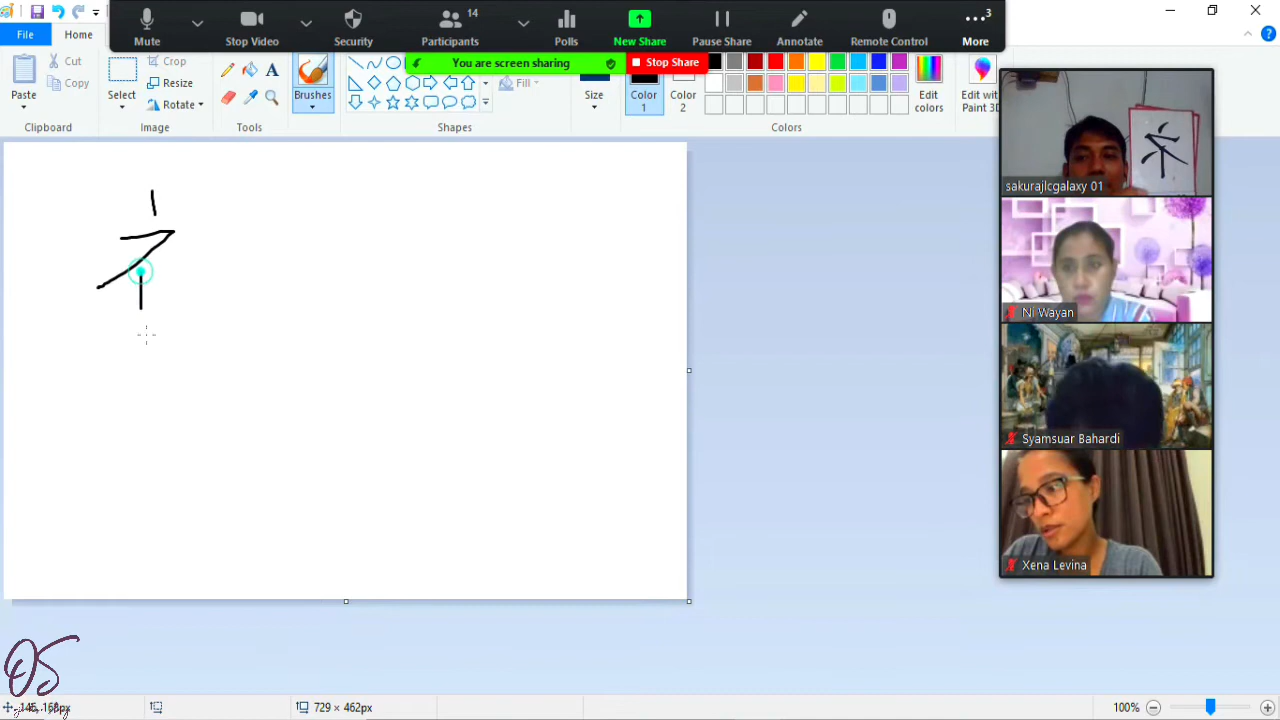 14
3
Mute
Stop Video
Security
Participants
Polls
New Share
Pause Share
Annotate
Remote Control
More
You are screen sharing
Stop Share
File
Home
Paste
Cut
Copy
Clipboard
Select
Crop
Resize
Rotate
Image
A
Tools
Brushes
Fill
Shapes
Size
Color
1
Color
2
Edit
colors
Colors
Edit with
Paint 3D
ネ
sakurajlcgalaxy 01
Ni Wayan
Syamsuar Bahardi
Xena Levina
729 × 462px
100%